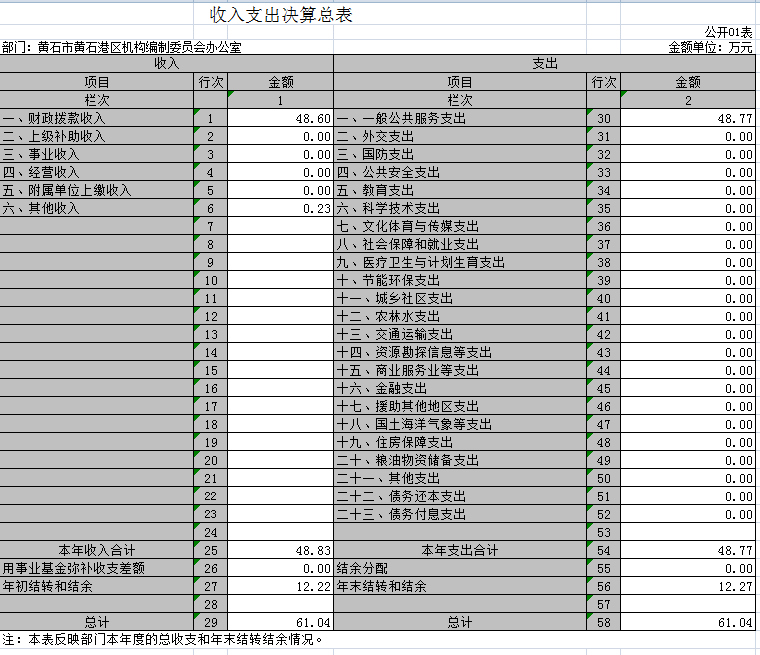 收入支出决算总表
公开01表
部门：黄石市黄石港区机构编制委员会办公室 金额单位：万元
收入 支出
项目 行次 金额 项目 行次 金额
栏次 1 栏次 2
一、财政拨款收入 1 48.60 一、一般公共服务支出 30 48.77
二、上级补助收入 2 0.00 二、外交支出 31 0.00
三、事业收入 3 0.00 三、国防支出 32 0.00
四、经营收入 4 0.00 四、公共安全支出 33 0.00
五、附属单位上缴收入 5 0.00 五、教育支出 34 0.00
六、其他收入 6 0.23 六、科学技术支出 35 0.00
7 七、文化体育与传媒支出 36 0.00
8 八、社会保障和就业支出 37 0.00
9 九、医疗卫生与计划生育支出 38 0.00
10 十、节能环保支出 39 0.00
11 十一、城乡社区支出 40 0.00
12 十二、农林水支出 41 0.00
13 十三、交通运输支出 42 0.00
14 十四、资源勘探信息等支出 43 0.00
15 十五、商业服务业等支出 44 0.00
16 十六、金融支出 45 0.00
17 十七、援助其他地区支出 46 0.00
18 十八、国土海洋气象等支出 47 0.00
19 十九、住房保障支出 48 0.00
20 二十、粮油物资储备支出 49 0.00
21 二十一、其他支出 50 0.00
22 二十二、债务还本支出 51 0.00
23 二十三、债务付息支出 52 0.00
24 53
本年收入合计 25 48.83 本年支出合计 54 48.77
用事业基金弥补收支差额 26 0.00 结余分配 55 0.00
年初结转和结余 27 12.22 年末结转和结余 56 12.27
28 57
总计 29 61.04 总计 58 61.04
注：本表反映部门本年度的总收支和年末结转结余情况。